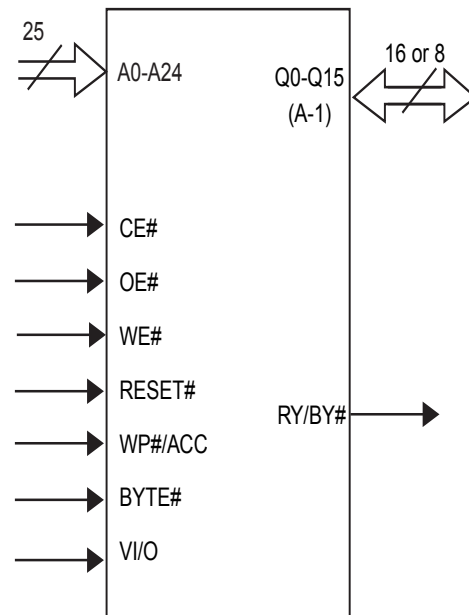 25
16 or 8
A0-A24
Q0-Q15
(A-1)
CE#
OE#
WE#
RESET#
RY/BY#
WP#/ACC
BYTE#
VI/O